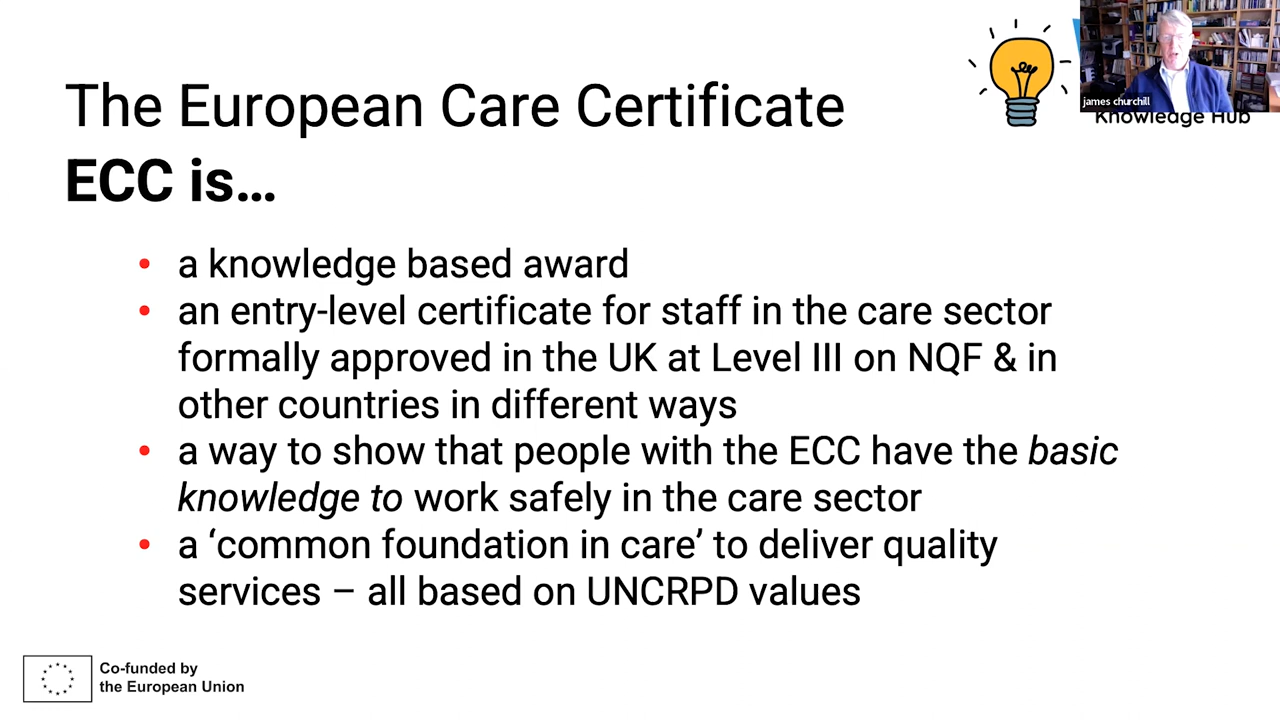 The European Care Certificate
ECC is…
james churchill
Knowledge Hub
• a knowledge based award
• an entry-level certificate for staff in the care sector
formally approved in the UK at Level III on NQF & in
other countries in different ways
• a way to show that people with the ECC have the basic
knowledge to work safely in the care sector
• a ‘common foundation in care’ to deliver quality
services – all based on UNCRPD values
Co-funded by
the European Union